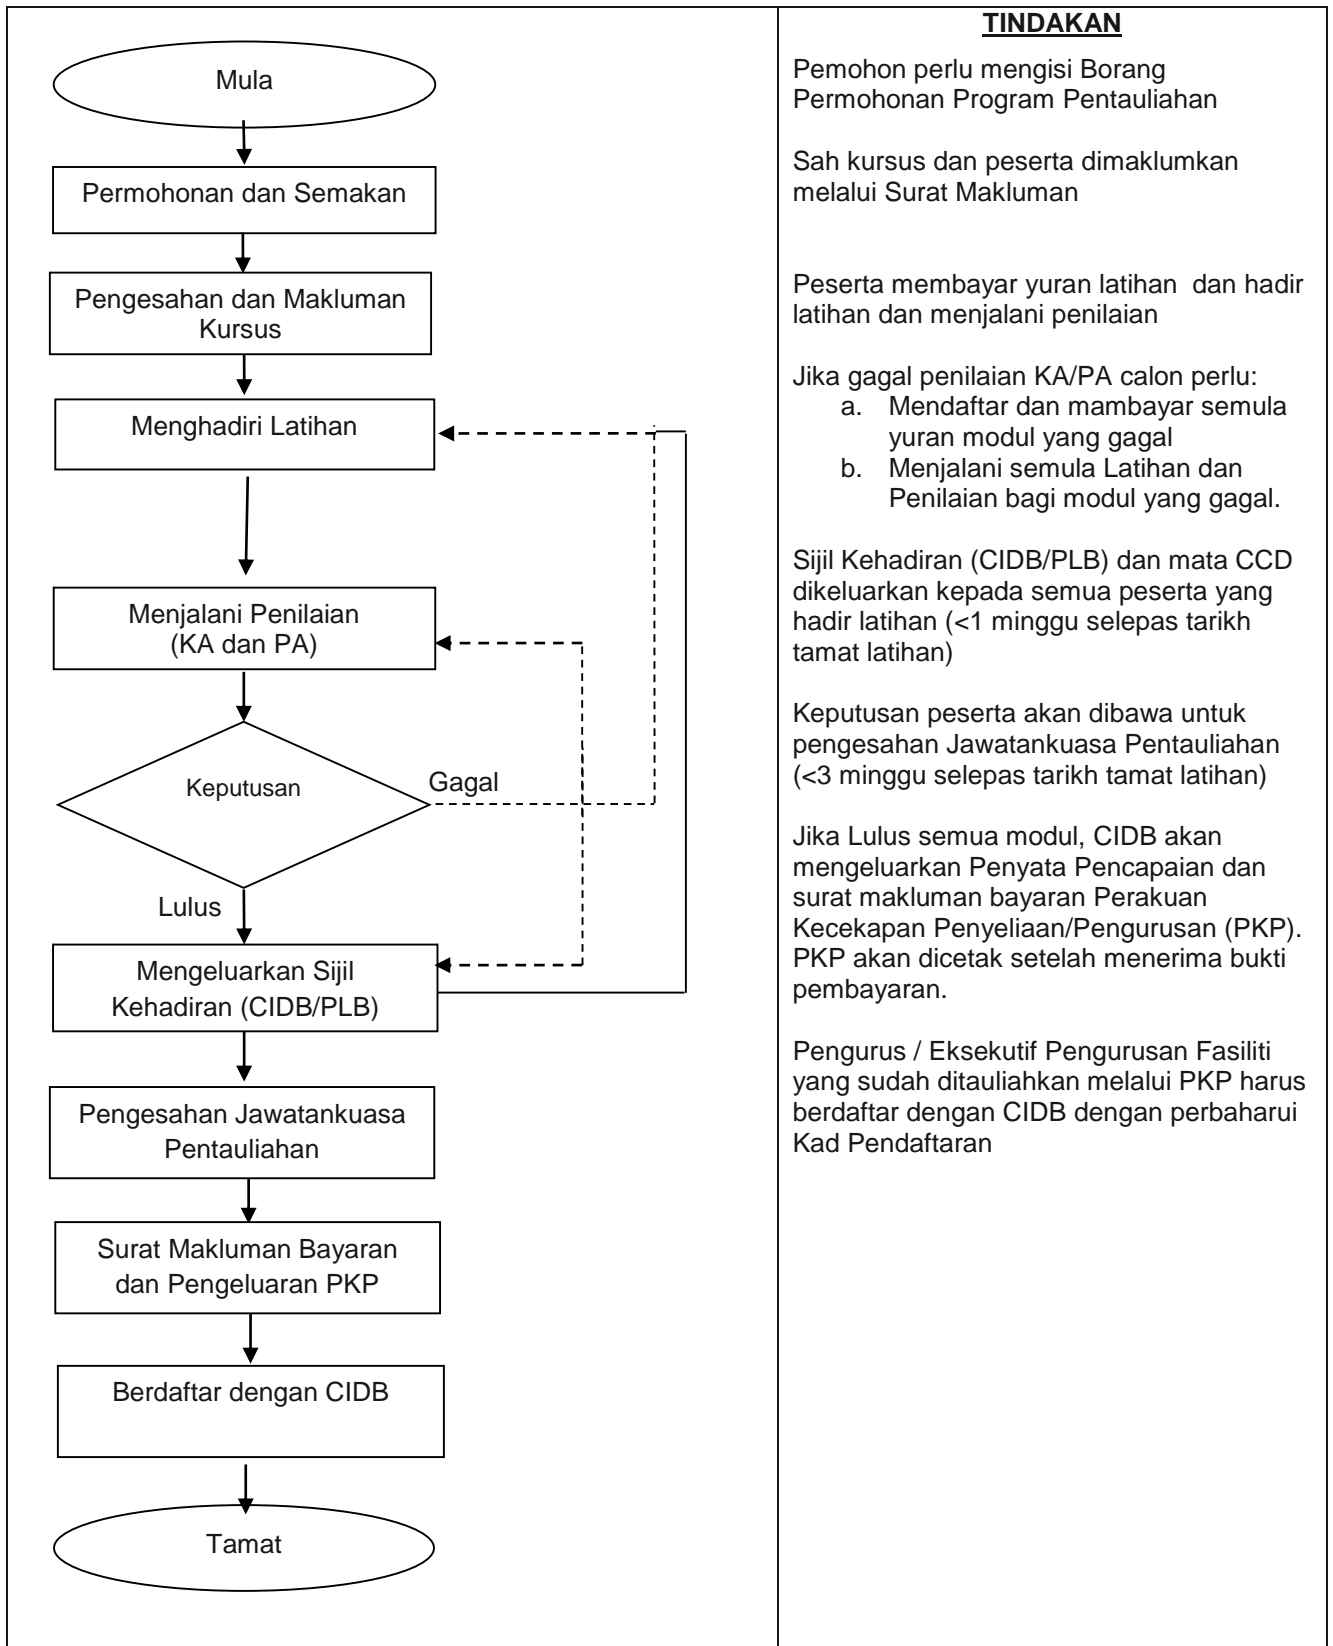 Mula
Permohonan dan Semakan
Pengesahan dan Makluman
Kursus
Menghadiri Latihan
Menjalani Penilaian
(KA dan PA)
Keputusan
Gagal
Lulus
Mengeluarkan Sijil
Kehadiran (CIDB/PLB)
Pengesahan Jawatankuasa
Pentauliahan
Surat Makluman Bayaran
dan Pengeluaran PKP
Berdaftar dengan CIDB
Tamat
TINDAKAN
Pemohon perlu mengisi Borang
Permohonan Program Pentauliahan
Sah kursus dan peserta dimaklumkan
melalui Surat Makluman
Peserta membayar yuran latihan  dan hadir
latihan dan menjalani penilaian
Jika gagal penilaian KA/PA calon perlu:
a. Mendaftar dan mambayar semula
yuran modul yang gagal
b. Menjalani semula Latihan dan
Penilaian bagi modul yang gagal.
Sijil Kehadiran (CIDB/PLB) dan mata CCD
dikeluarkan kepada semua peserta yang
hadir latihan (<1 minggu selepas tarikh
tamat latihan)
Keputusan peserta akan dibawa untuk
pengesahan Jawatankuasa Pentauliahan
(<3 minggu selepas tarikh tamat latihan)
Jika Lulus semua modul, CIDB akan
mengeluarkan Penyata Pencapaian dan
surat makluman bayaran Perakuan
Kecekapan Penyeliaan/Pengurusan (PKP).
PKP akan dicetak setelah menerima bukti
pembayaran.
Pengurus / Eksekutif Pengurusan Fasiliti
yang sudah ditauliahkan melalui PKP harus
berdaftar dengan CIDB dengan perbaharui
Kad Pendaftaran